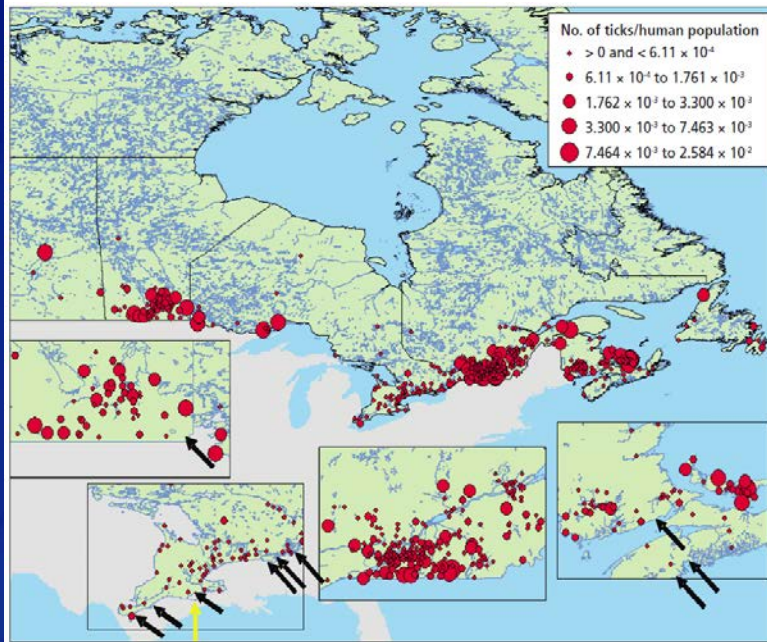 No. of ticks/human population
> 0 and < 6.11 × 10⁻⁴
6.11 × 10⁻⁴ to 1.761 × 10⁻³
1.762 × 10⁻³ to 3.300 × 10⁻³
3.300 × 10⁻³ to 7.463 × 10⁻³
7.464 × 10⁻³ to 2.584 × 10⁻²